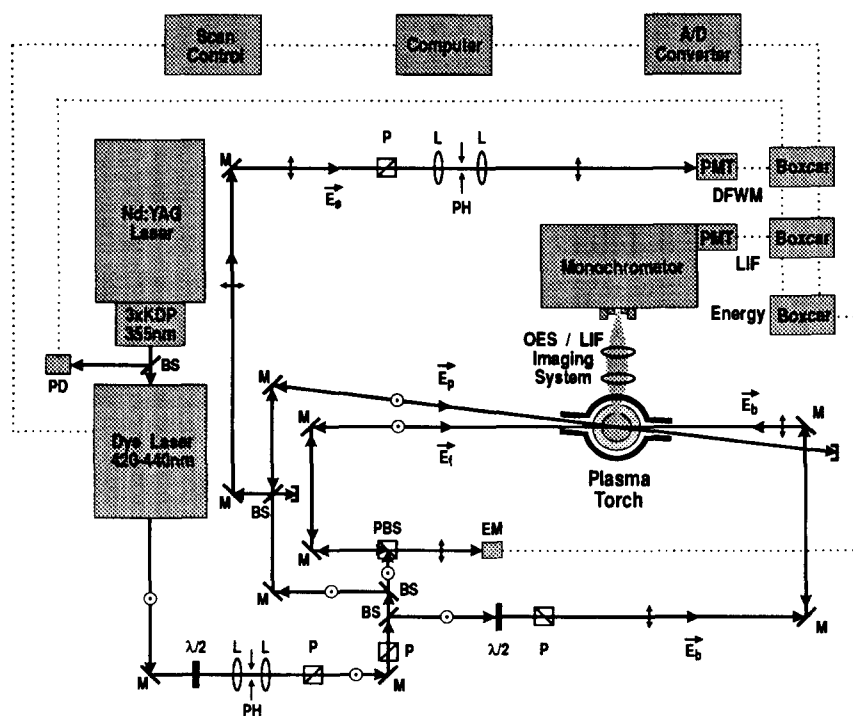 Scan
Control
Computer
A/D
Converter
M
P
L
L
PMT
Boxcar
E_s
PH
DFWM
Nd:YAG
Laser
PMT
Boxcar
Monochromator
LIF
3xKDP
355nm
Energy
Boxcar
OES / LIF
Imaging
System
BS
PD
M
E_p
E_b
M
M
Dye Laser
420-440nm
E_f
Plasma
Torch
M
BS
PBS
EM
M
M
BS
BS
M
λ/2
P
E_b
λ/2
L
L
P
P
M
M
PH